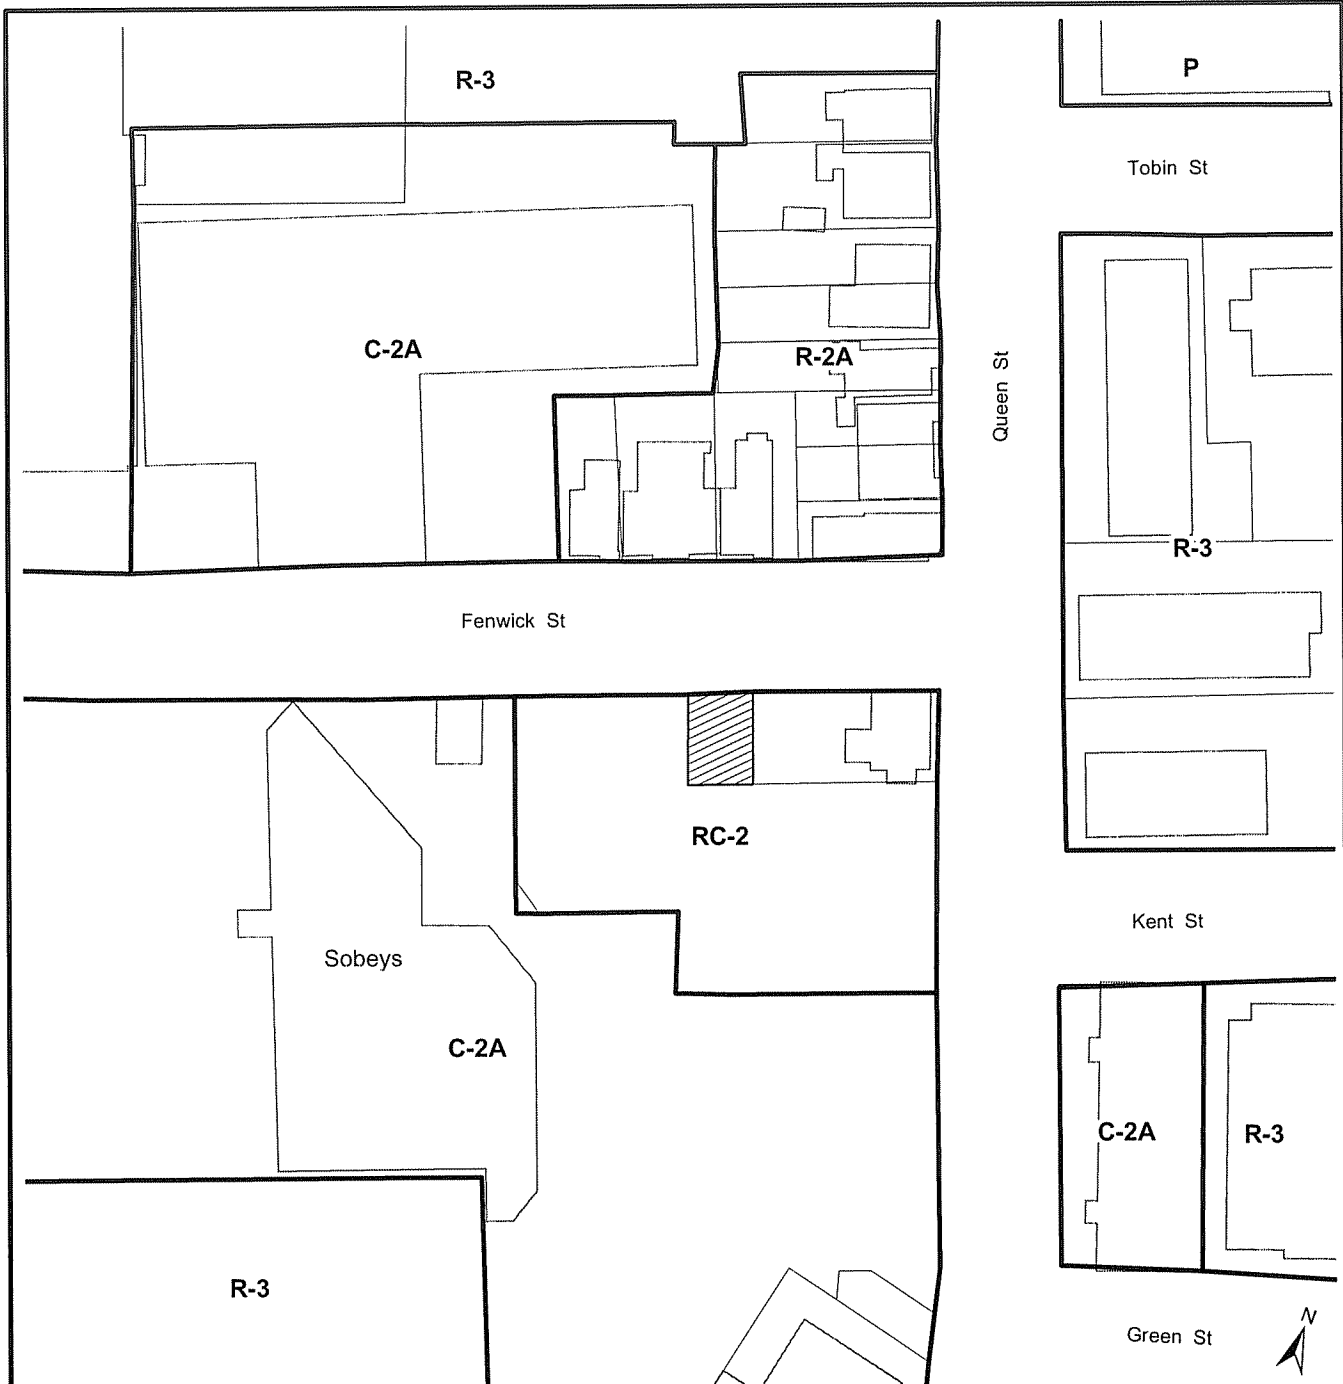 R-3
P
Tobin St
C-2A
R-2A
Queen St
R-3
Fenwick St
RC-2
Kent St
Sobeys
C-2A
C-2A
R-3
R-3
N
Green St